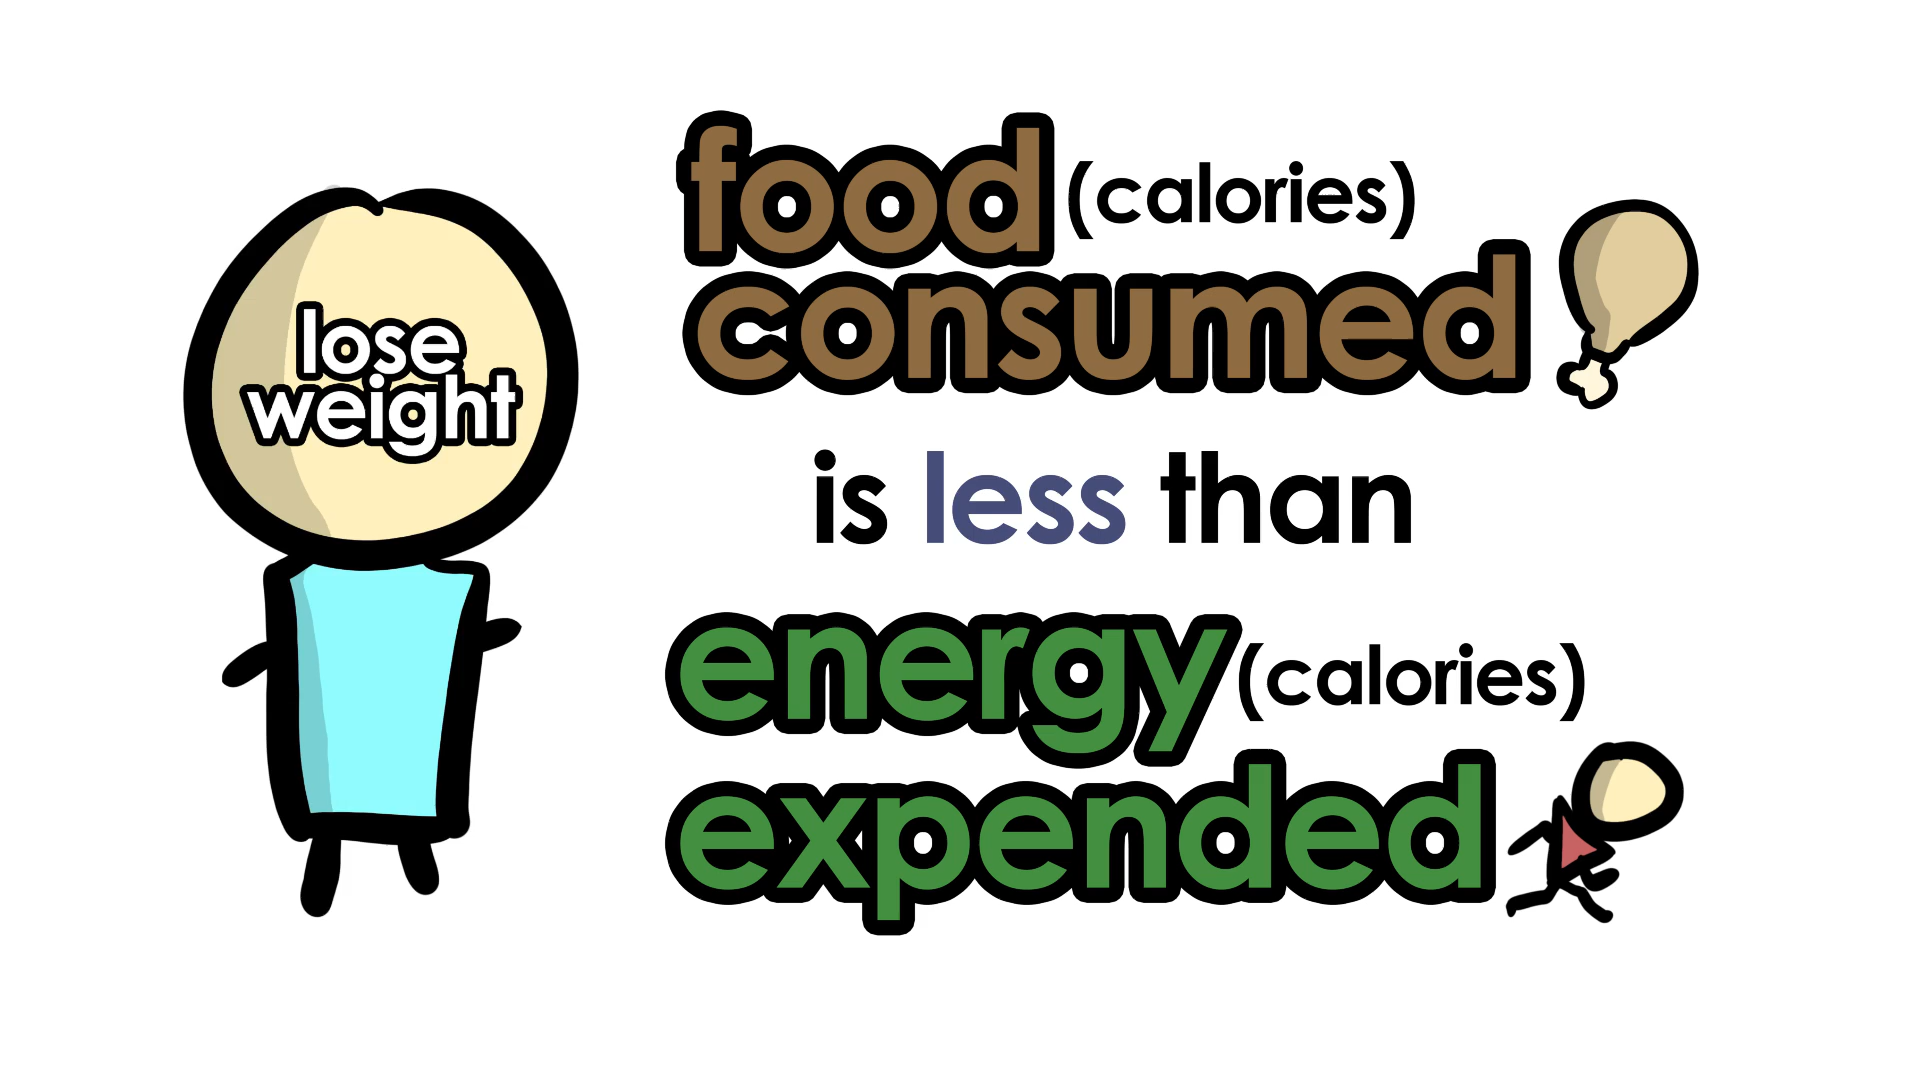 lose
weight
food (calories)
consumed
is less than
energy (calories)
expended